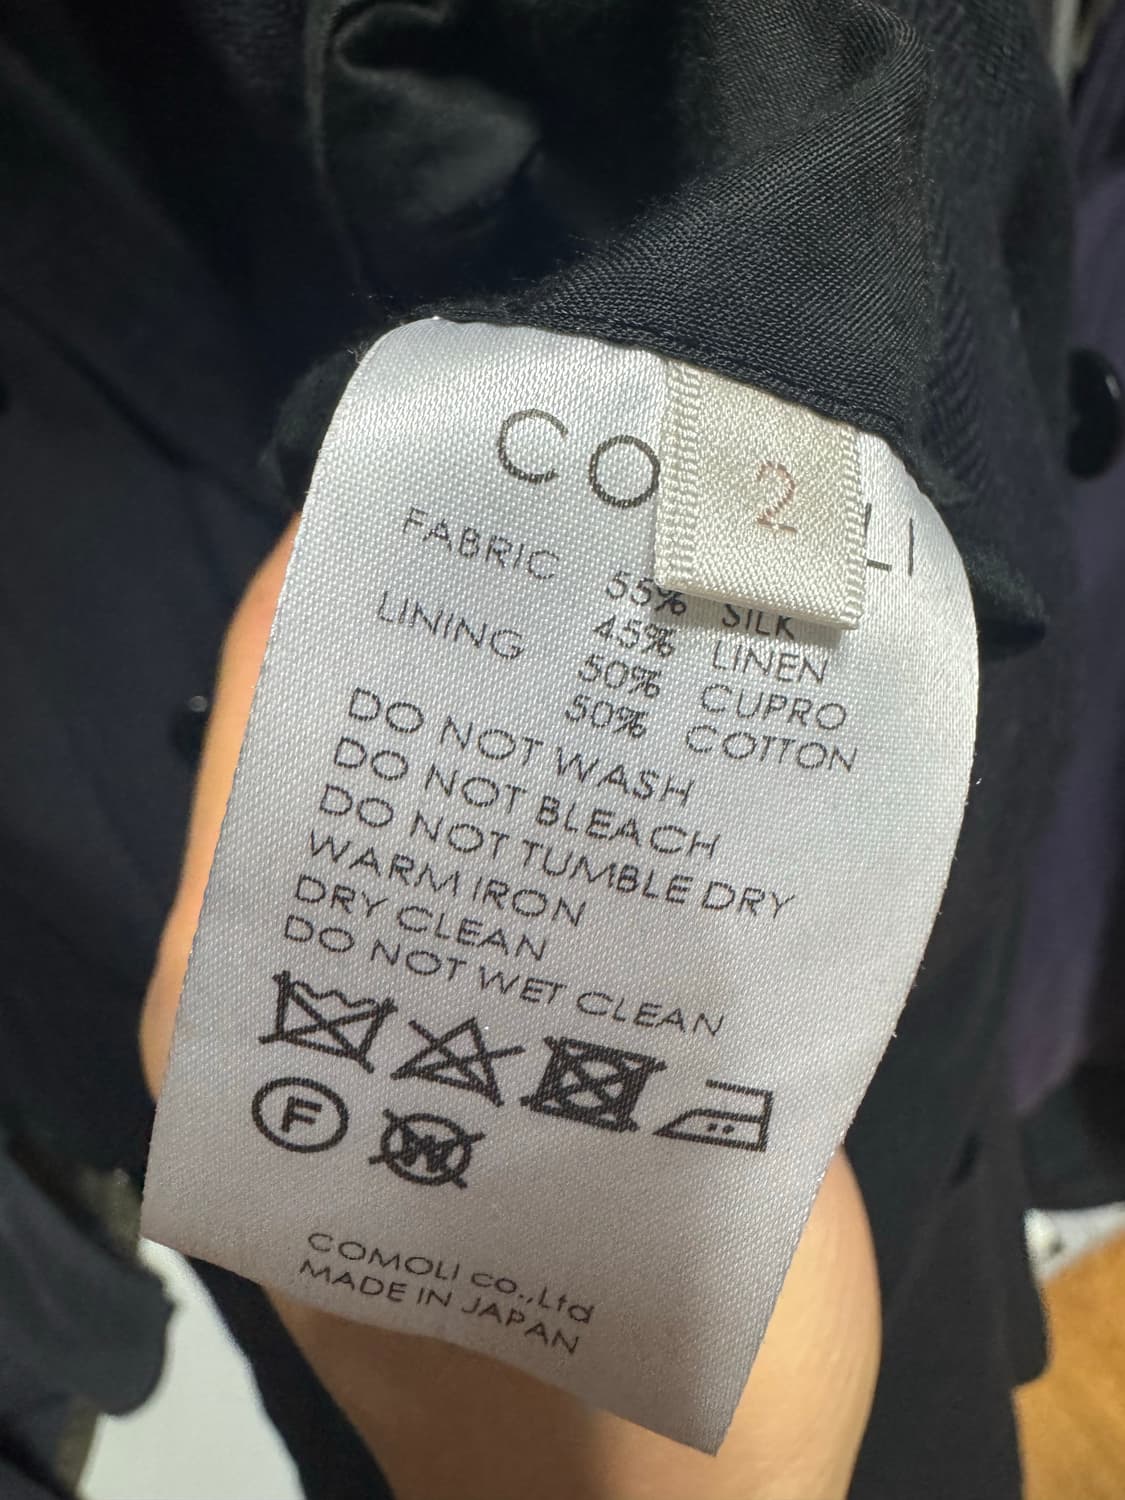 CO LI
2
FABRIC 55% SILK
45% LINEN
LINING 50% CUPRO
50% COTTON
DO NOT WASH
DO NOT BLEACH
DO NOT TUMBLE DRY
WARM IRON
DRY CLEAN
DO NOT WET CLEAN
F W
COMOLI CO.,Ltd
MADE IN JAPAN